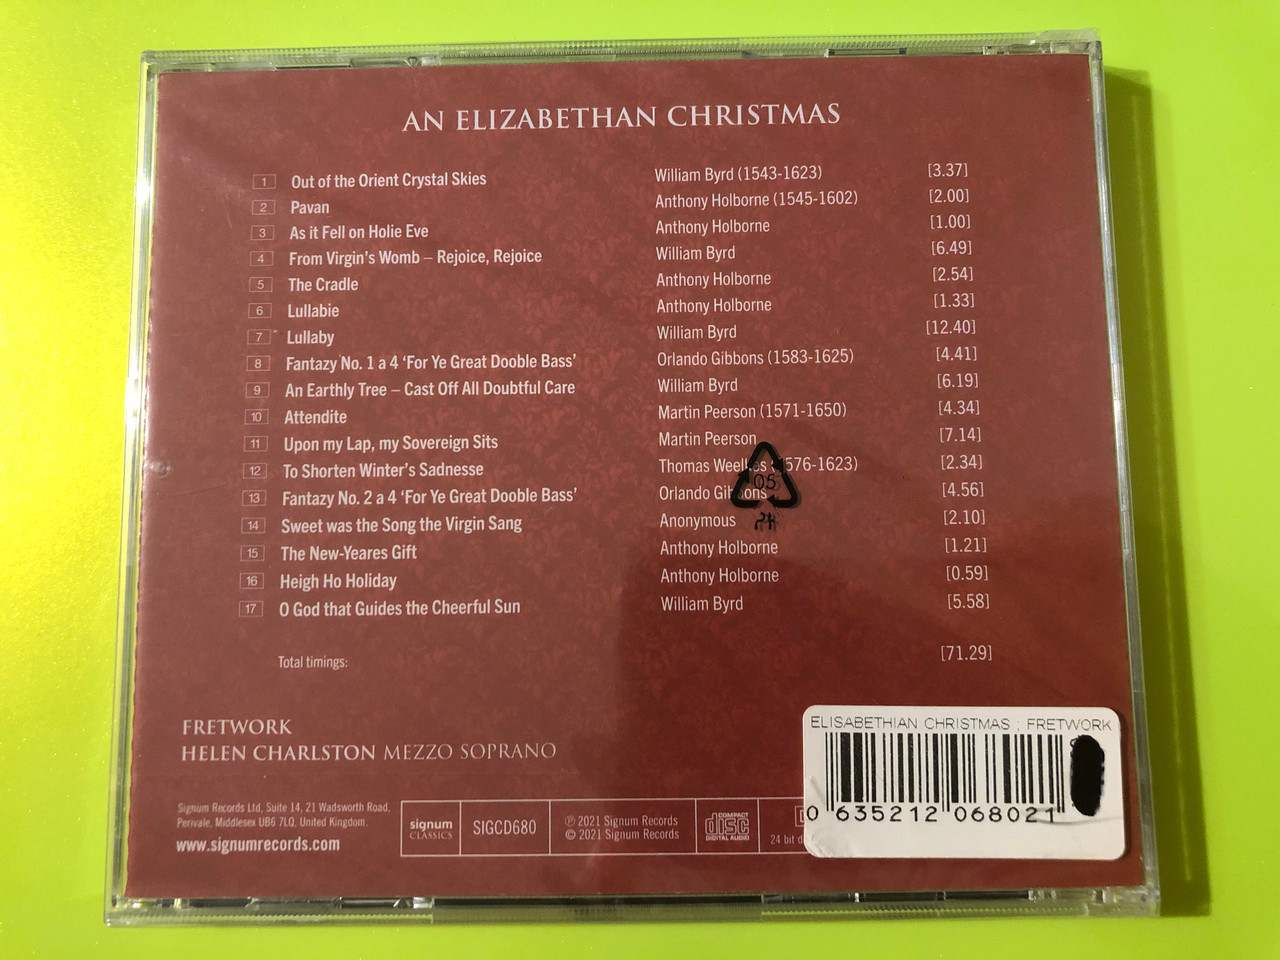 AN ELIZABETHAN CHRISTMAS
1 Out of the Orient Crystal Skies William Byrd (1543-1623) [3.37]
2 Pavan Anthony Holborne (1545-1602) [2.00]
3 As it Fell on Holie Eve Anthony Holborne [1.00]
4 From Virgin's Womb – Rejoice, Rejoice William Byrd [6.49]
5 The Cradle Anthony Holborne [2.54]
6 Lullabie Anthony Holborne [1.33]
7 Lullaby William Byrd [12.40]
8 Fantazy No. 1 a 4 ‘For Ye Great Dooble Bass’ Orlando Gibbons (1583-1625) [4.41]
9 An Earthly Tree – Cast Off All Doubtful Care William Byrd [6.19]
10 Attendite Martin Peerson (1571-1650) [4.34]
11 Upon my Lap, my Sovereign Sits Martin Peerson [7.14]
12 To Shorten Winter's Sadnesse Thomas Weelkes (1576-1623) [2.34]
13 Fantazy No. 2 a 4 ‘For Ye Great Dooble Bass’ Orlando Gibbons [4.56]
14 Sweet was the Song the Virgin Sang Anonymous [2.10]
15 The New-Yeares Gift Anthony Holborne [1.21]
16 Heigh Ho Holiday Anthony Holborne [0.59]
17 O God that Guides the Cheerful Sun William Byrd [5.58]
Total timings: [71.29]
05
FRETWORK
HELEN CHARLSTON MEZZO SOPRANO
Signum Records Ltd, Suite 14, 21 Wadsworth Road,
Perivale, Middlesex UB6 7LQ, United Kingdom.
www.signumrecords.com
signum
CLASSICS
SIGCD680
℗ 2021 Signum Records
© 2021 Signum Records
COMPACT
disc
DIGITAL AUDIO
24 bit d
ELISABETHIAN CHRISTMAS ; FRETWORK
0 635212 068021